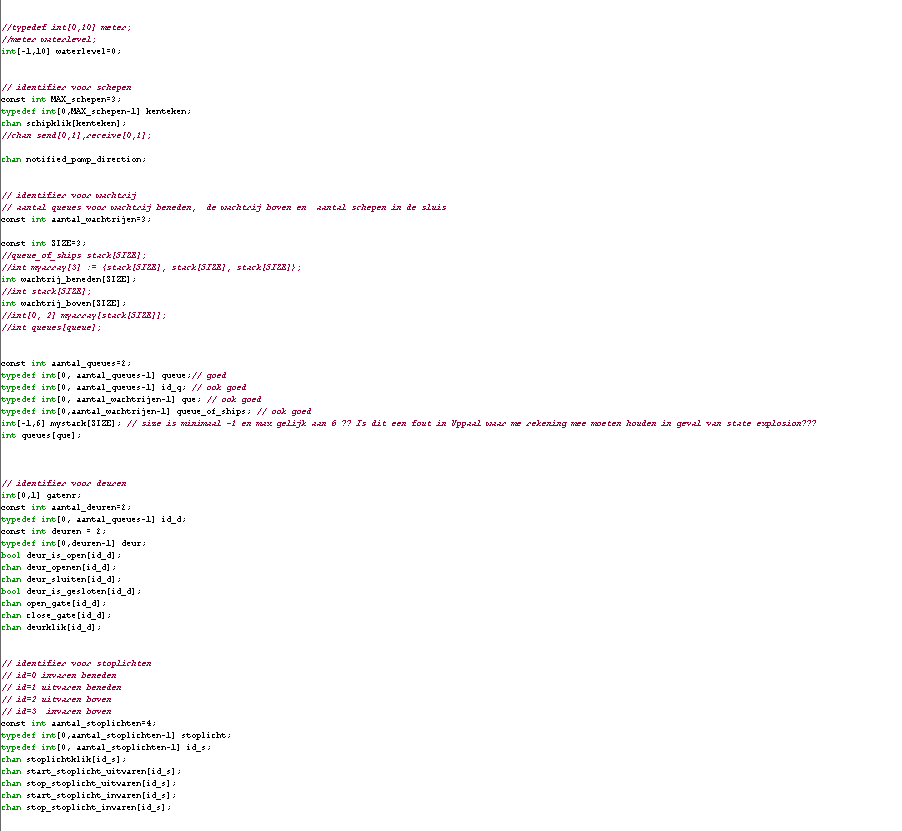 //typedef int[0,10] meter;
//meter waterlevel;
int[-1,10] waterlevel=0;
// identifier voor schepen
const int MAX_schepen=3;
typedef int[0,MAX_schepen-1] kenteken;
chan schipklik[kenteken];
//chan send[0,1],receive[0,1];
chan notified_pomp_direction;
// identifier voor wachtrij
// aantal queues voor wachtrij beneden, de wachtrij boven en aantal schepen in de sluis
const int aantal_wachtrijen=3;
const int SIZE=3;
//queue_of_ships stack[SIZE];
//int myarray[3] := {stack[SIZE], stack[SIZE], stack[SIZE]};
int wachtrij_beneden[SIZE];
//int stack[SIZE];
int wachtrij_boven[SIZE];
//int[0, 2] myarray[stack[SIZE]];
//int queues[queue];
const int aantal_queues=2;
typedef int[0, aantal_queues-1] queue;// goed
typedef int[0, aantal_queues-1] id_q; // ook goed
typedef int[0, aantal_wachtrijen-1] que; // ook goed
typedef int[0,aantal_wachtrijen-1] queue_of_ships; // ook goed
int[-1,6] mystack[SIZE]; // size is minimaal -1 en max gelijk aan 6 ?? Is dit een fout in Uppaal waar me rekening mee moeten houden in geval van state explosion???
int queues[que];
// identifier voor deuren
int[0,1] gatenr;
const int aantal_deuren=2;
typedef int[0, aantal_queues-1] id_d;
const int deuren = 2;
typedef int[0,deuren-1] deur;
bool deur_is_open[id_d];
chan deur_openen[id_d];
chan deur_sluiten[id_d];
bool deur_is_gesloten[id_d];
chan open_gate[id_d];
chan close_gate[id_d];
chan deurklik[id_d];
// identifier voor stoplichten
// id=0 invaren beneden
// id=1 uitvaren beneden
// id=2 uitvaren boven
// id=3  invaren boven
const int aantal_stoplichten=4;
typedef int[0,aantal_stoplichten-1] stoplicht;
typedef int[0, aantal_stoplichten-1] id_s;
chan stoplichtklik[id_s];
chan start_stoplicht_uitvaren[id_s];
chan stop_stoplicht_uitvaren[id_s];
chan start_stoplicht_invaren[id_s];
chan stop_stoplicht_invaren[id_s];